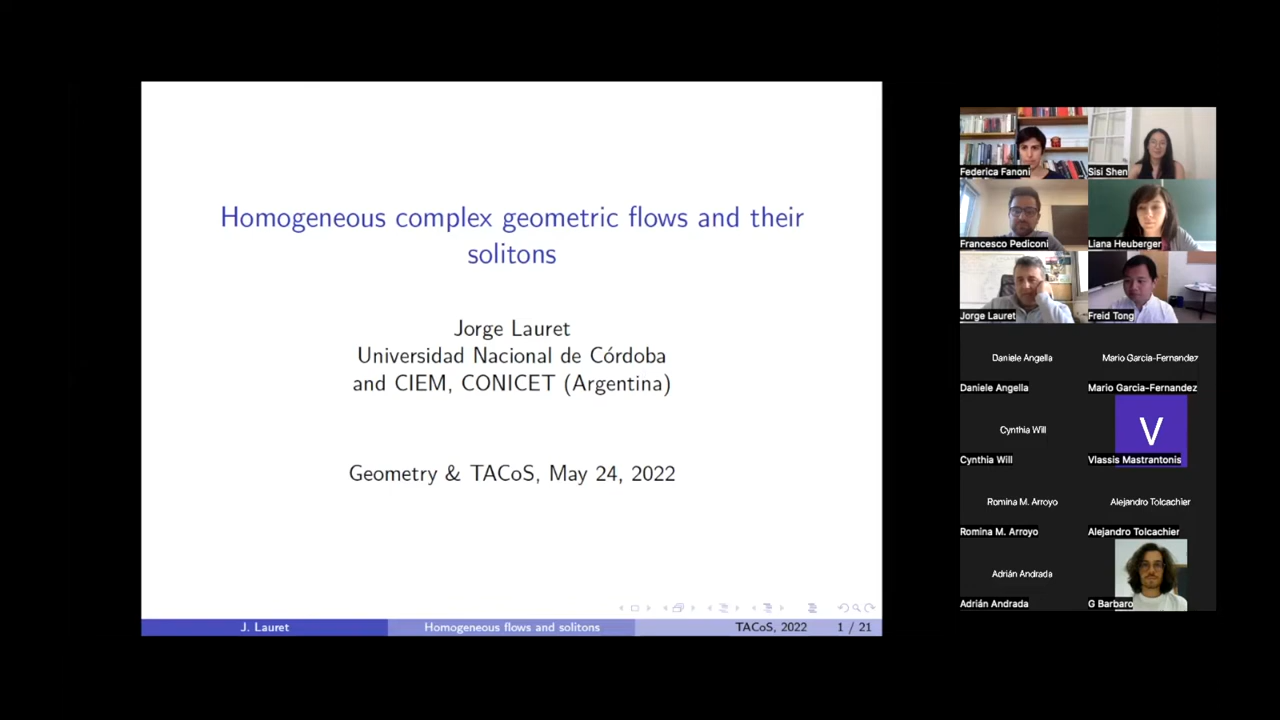 Homogeneous complex geometric flows and their
solitons
Jorge Lauret
Universidad Nacional de Córdoba
and CIEM, CONICET (Argentina)
Geometry & TACoS, May 24, 2022
J. Lauret
Homogeneous flows and solitons
TACoS, 2022
1 / 21
Federica Fanoni
Sisi Shen
Francesco Pediconi
Liana Heuberger
Jorge Lauret
Freid Tong
Daniele Angella
Mario Garcia-Fernandez
Daniele Angella
Mario Garcia-Fernandez
Cynthia Will
V
Cynthia Will
Vlassis Mastrantonis
Romina M. Arroyo
Alejandro Tolcachier
Romina M. Arroyo
Alejandro Tolcachier
Adrián Andrada
Adrián Andrada
G Barbaro